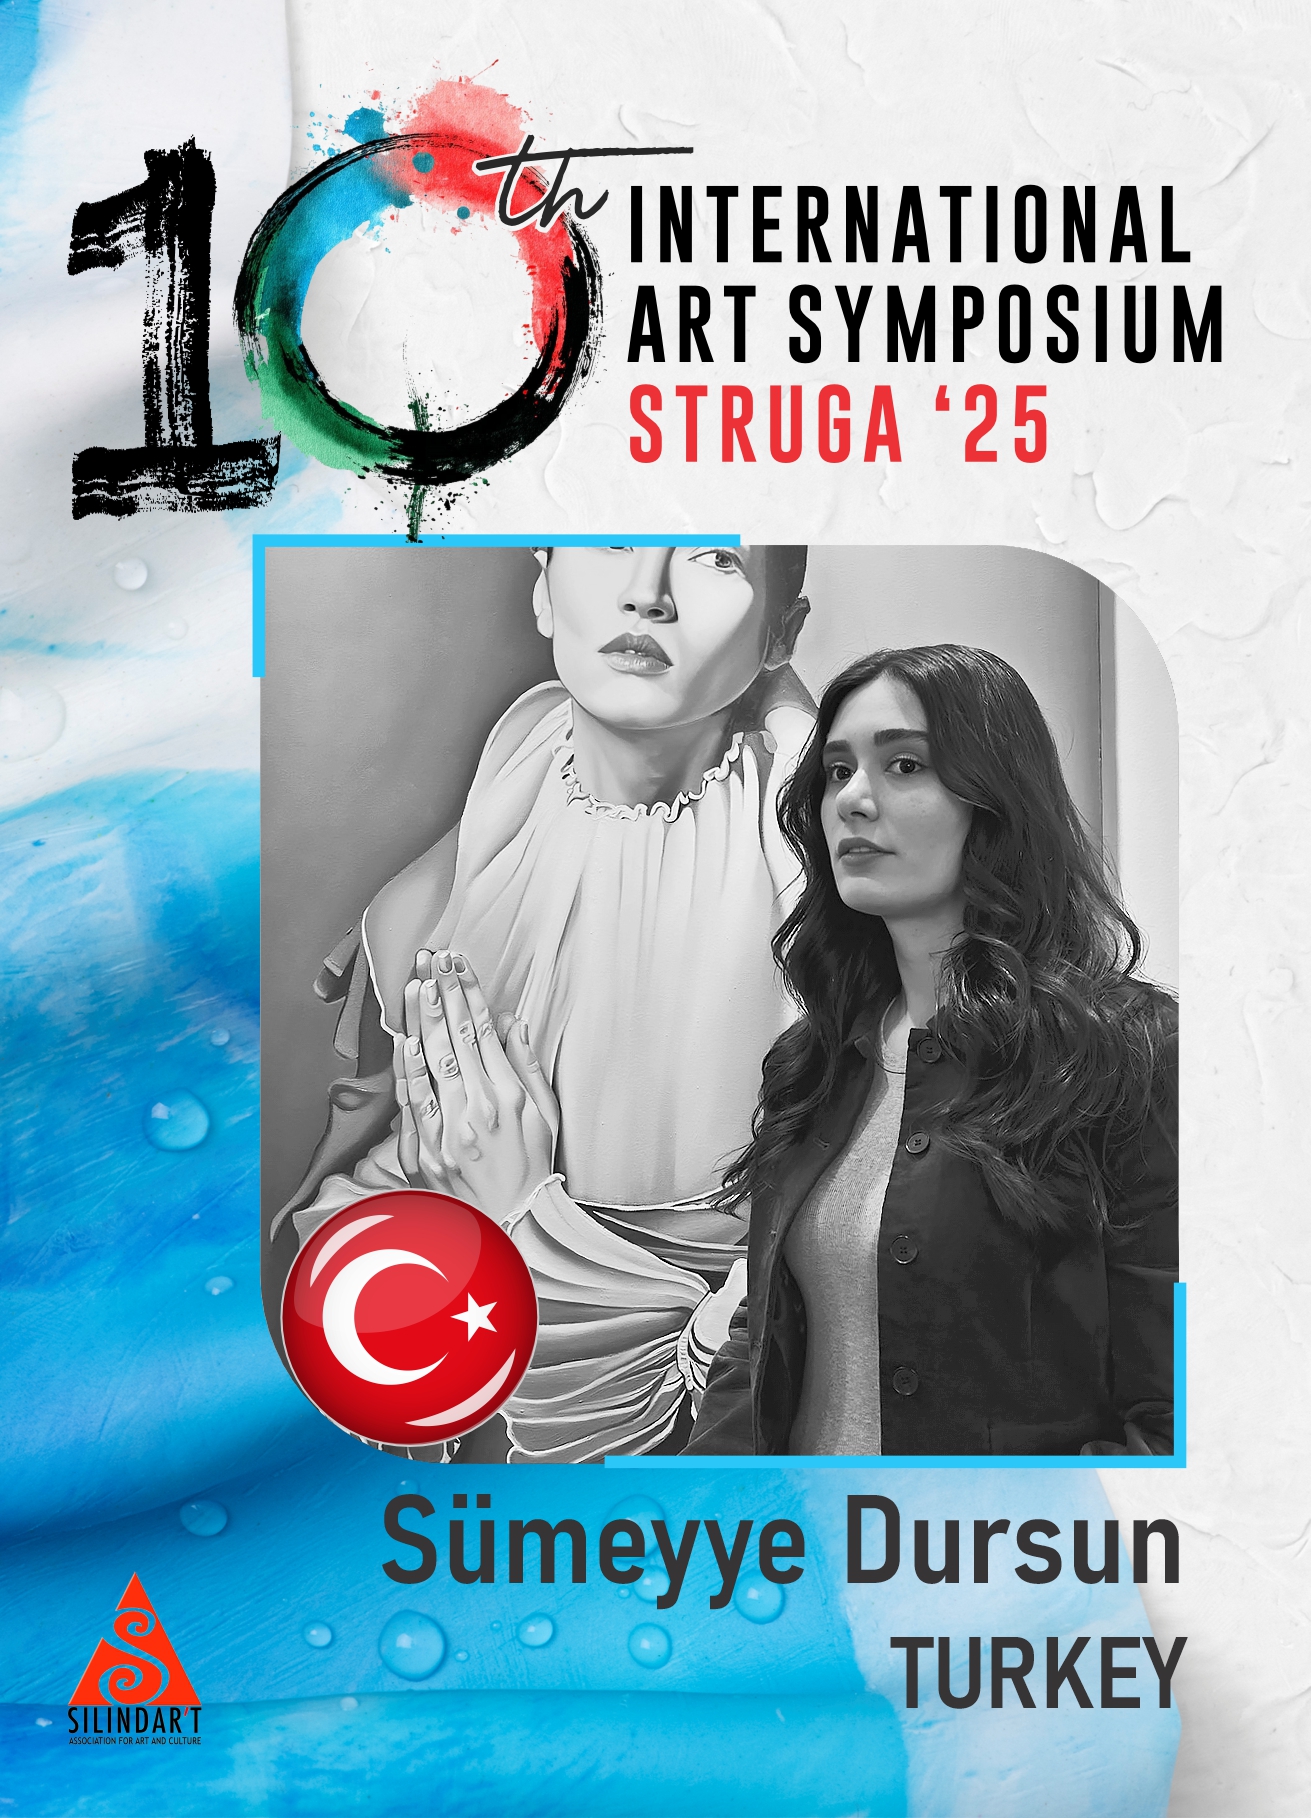 10th
INTERNATIONAL
ART SYMPOSIUM
STRUGA ‘25
Sümeyye Dursun
TURKEY
SILINDAR'T
ASSOCIATION FOR ART AND CULTURE